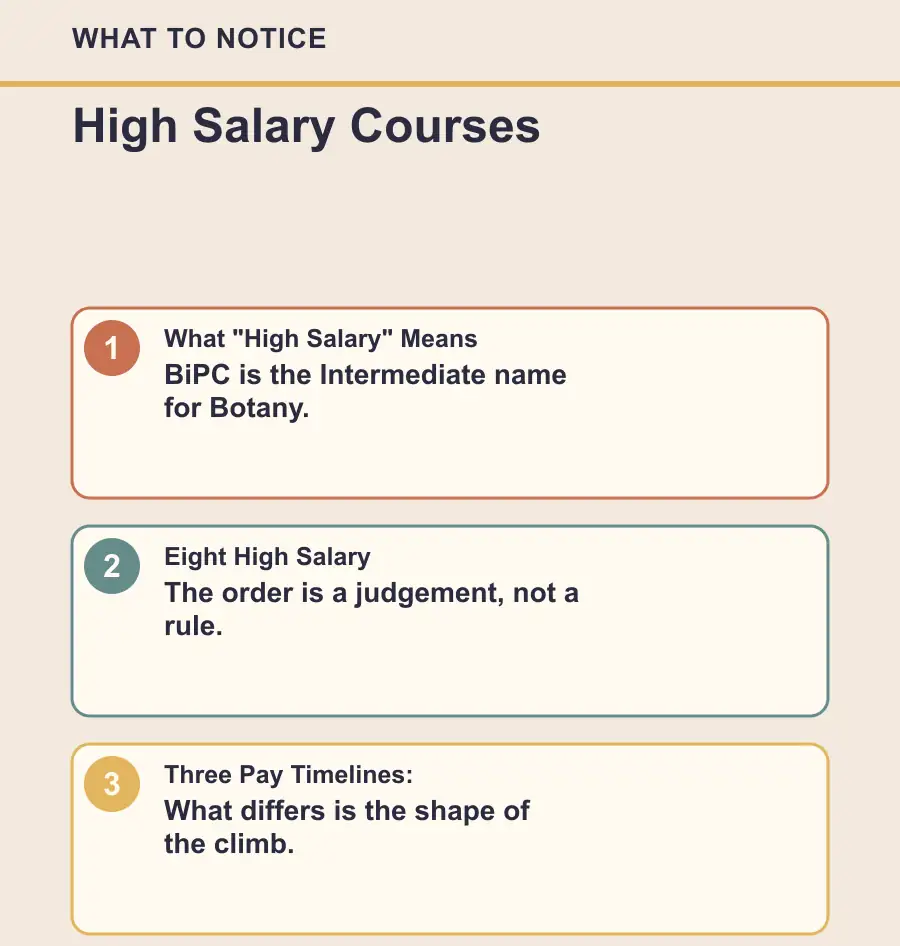 WHAT TO NOTICE
High Salary Courses
1
What "High Salary" Means
BiPC is the Intermediate name
for Botany.
2
Eight High Salary
The order is a judgement, not a
rule.
3
Three Pay Timelines:
What differs is the shape of
the climb.